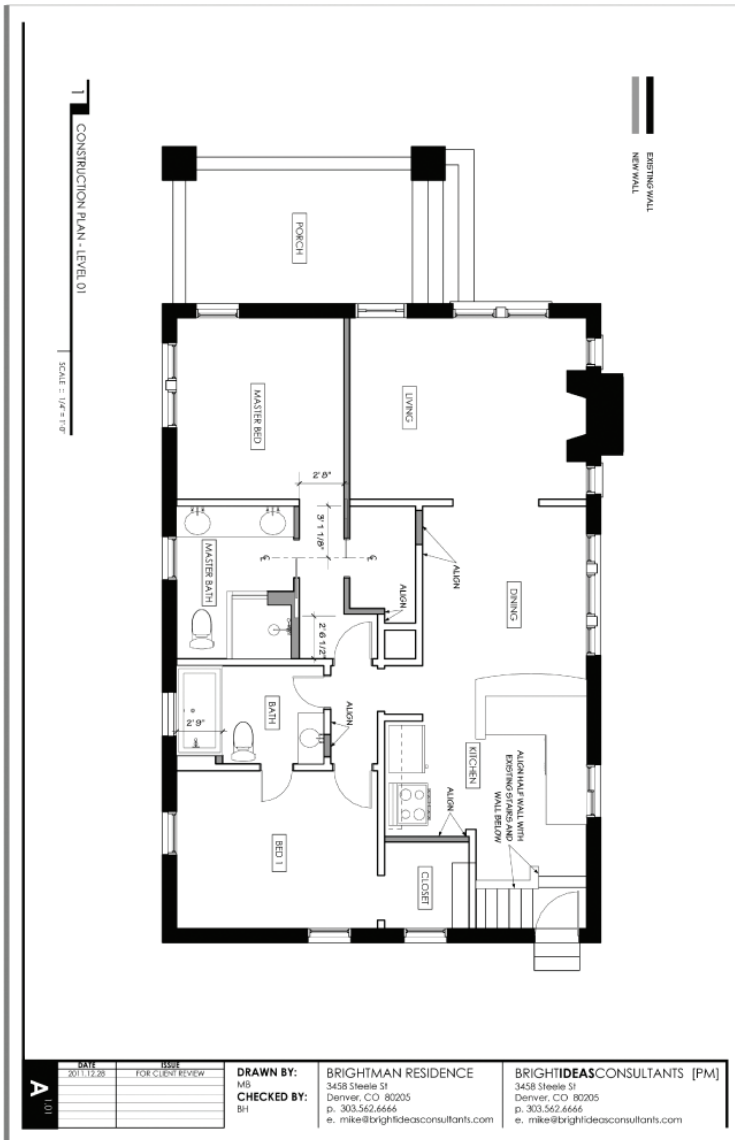 EXISTING WALL
NEW WALL
1
CONSTRUCTION PLAN - LEVEL 01
SCALE :: 1/4" = 1'-0"
PORCH
MASTER BED
LIVING
2' 8"
3' 1 1/8"
MASTER BATH
ALIGN
ALIGN
DINING
2' 6 1/2"
BATH
2' 9"
ALIGN
KITCHEN
ALIGN HALF WALL WITH
EXISTING STAIRS AND
WALL BELOW
ALIGN
BED 1
CLOSET
A 1.01
DATE
ISSUE
2011.12.28
FOR CLIENT REVIEW
DRAWN BY:
MB
CHECKED BY:
BH
BRIGHTMAN RESIDENCE
3458 Steele St
Denver, CO 80205
p. 303.562.6666
e. mike@brightideasconsultants.com
BRIGHTIDEASCONSULTANTS [PM]
3458 Steele St
Denver, CO 80205
p. 303.562.6666
e. mike@brightideasconsultants.com